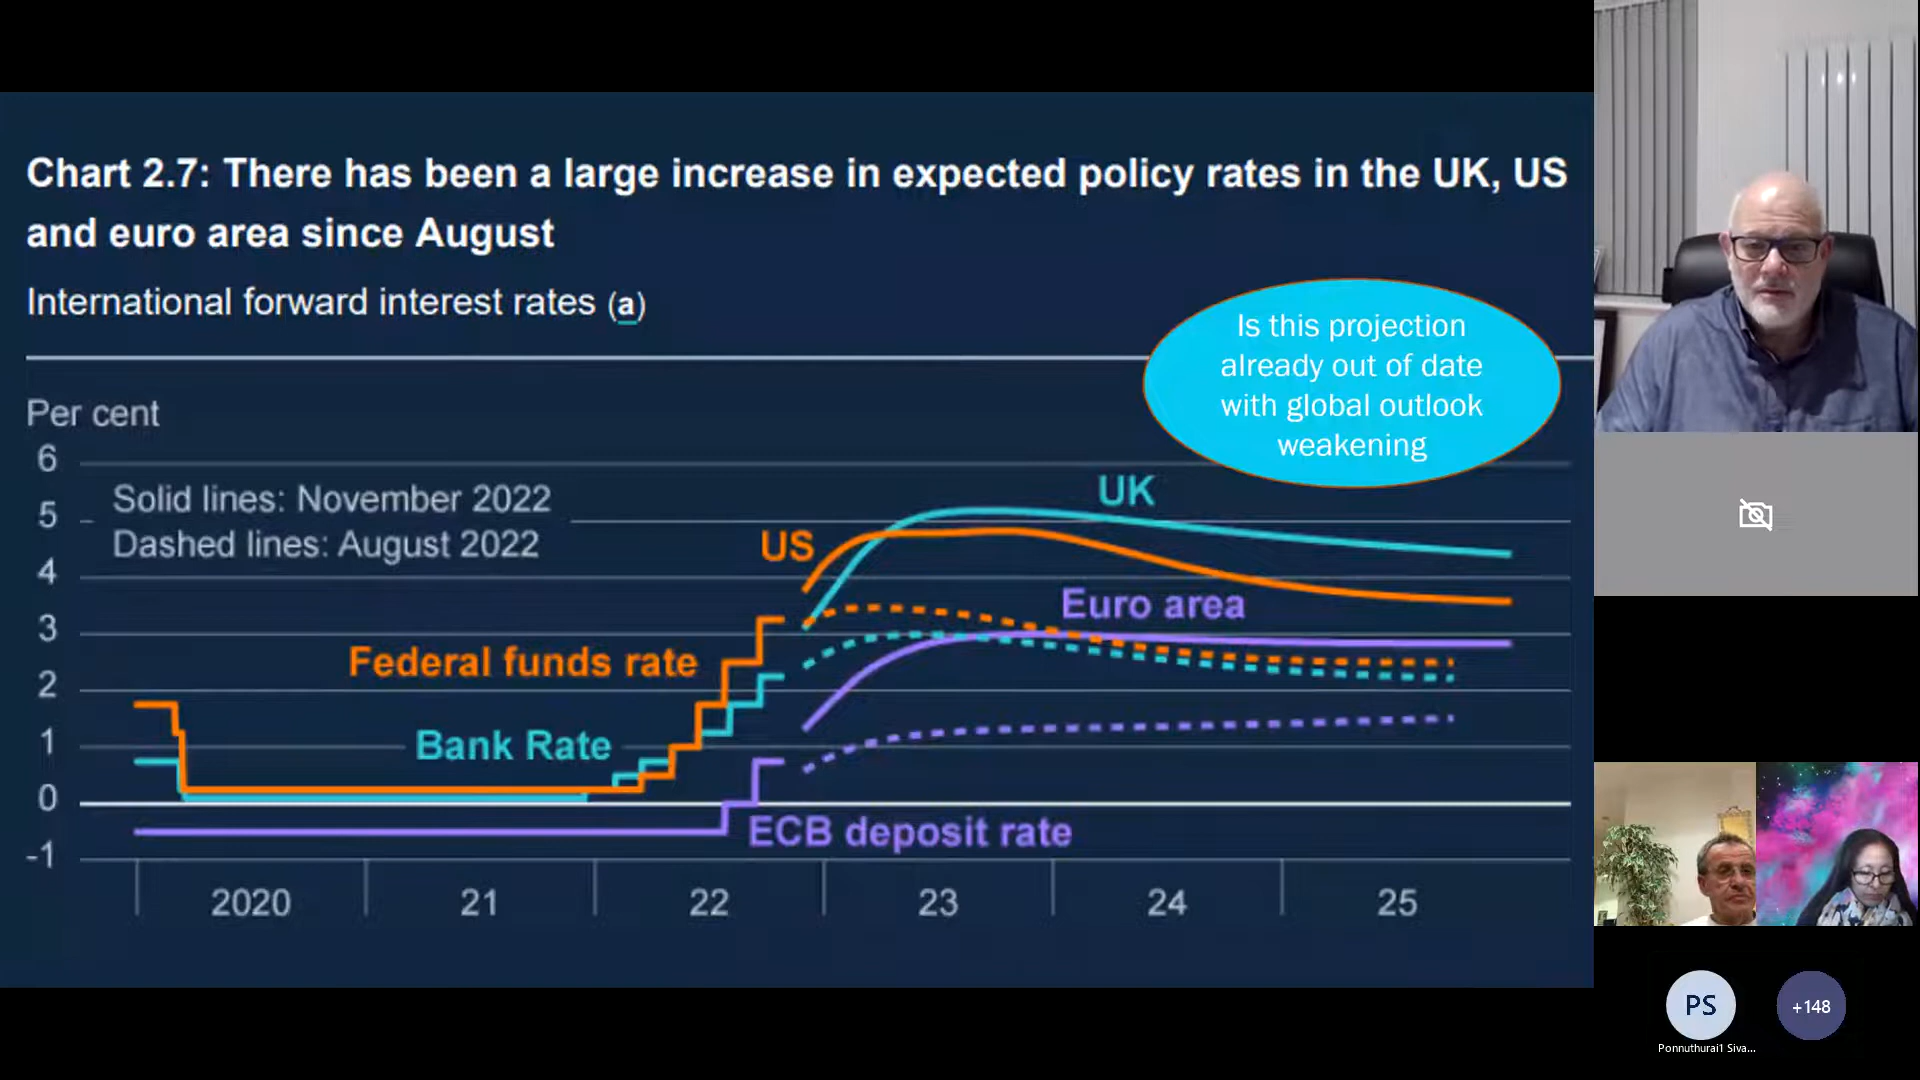 Chart 2.7: There has been a large increase in expected policy rates in the UK, US
and euro area since August
International forward interest rates (a)
Is this projection
already out of date
with global outlook
weakening
Per cent
6
5
4
3
2
1
0
-1
Solid lines: November 2022
Dashed lines: August 2022
UK
US
Euro area
Federal funds rate
Bank Rate
ECB deposit rate
2020 21 22 23 24 25
PS
+148
Ponnuthurai1 Siva...